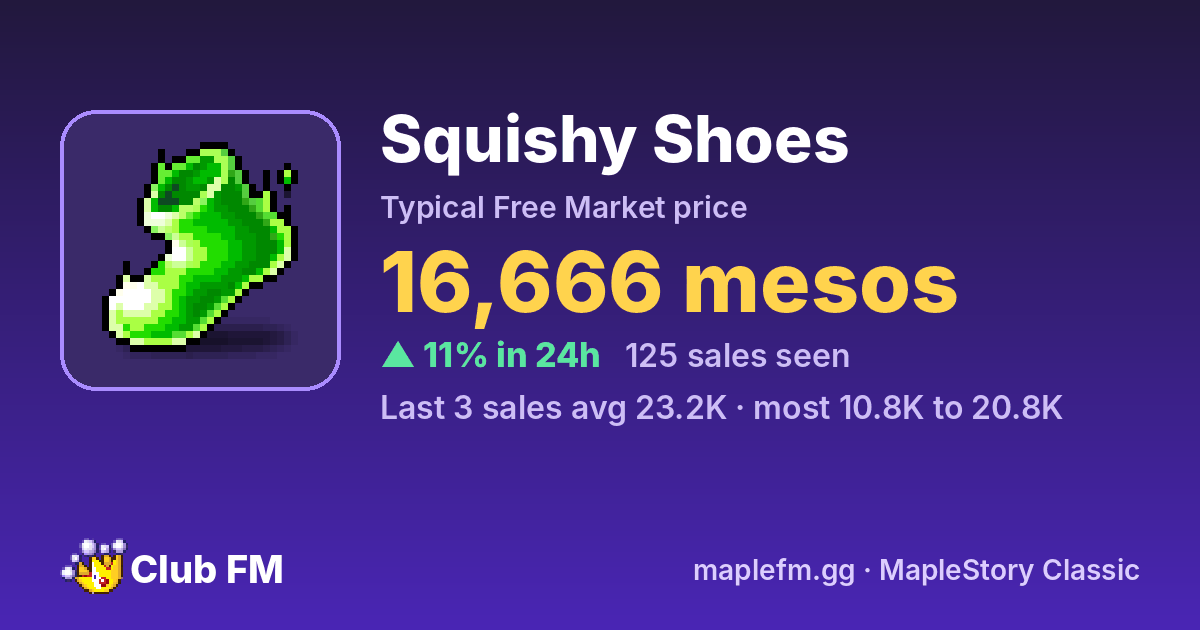 Squishy Shoes
Typical Free Market price
16,666 mesos
▲ 11% in 24h 125 sales seen
Last 3 sales avg 23.2K · most 10.8K to 20.8K
Club FM
maplefm.gg · MapleStory Classic